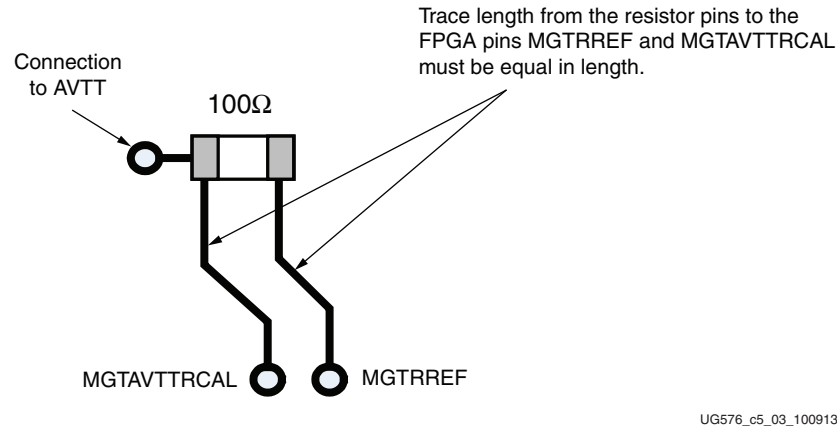 Trace length from the resistor pins to the
FPGA pins MGTRREF and MGTAVTTRCAL
must be equal in length.
Connection
to AVTT
100Ω
MGTAVTTRCAL
MGTRREF
UG576_c5_03_100913